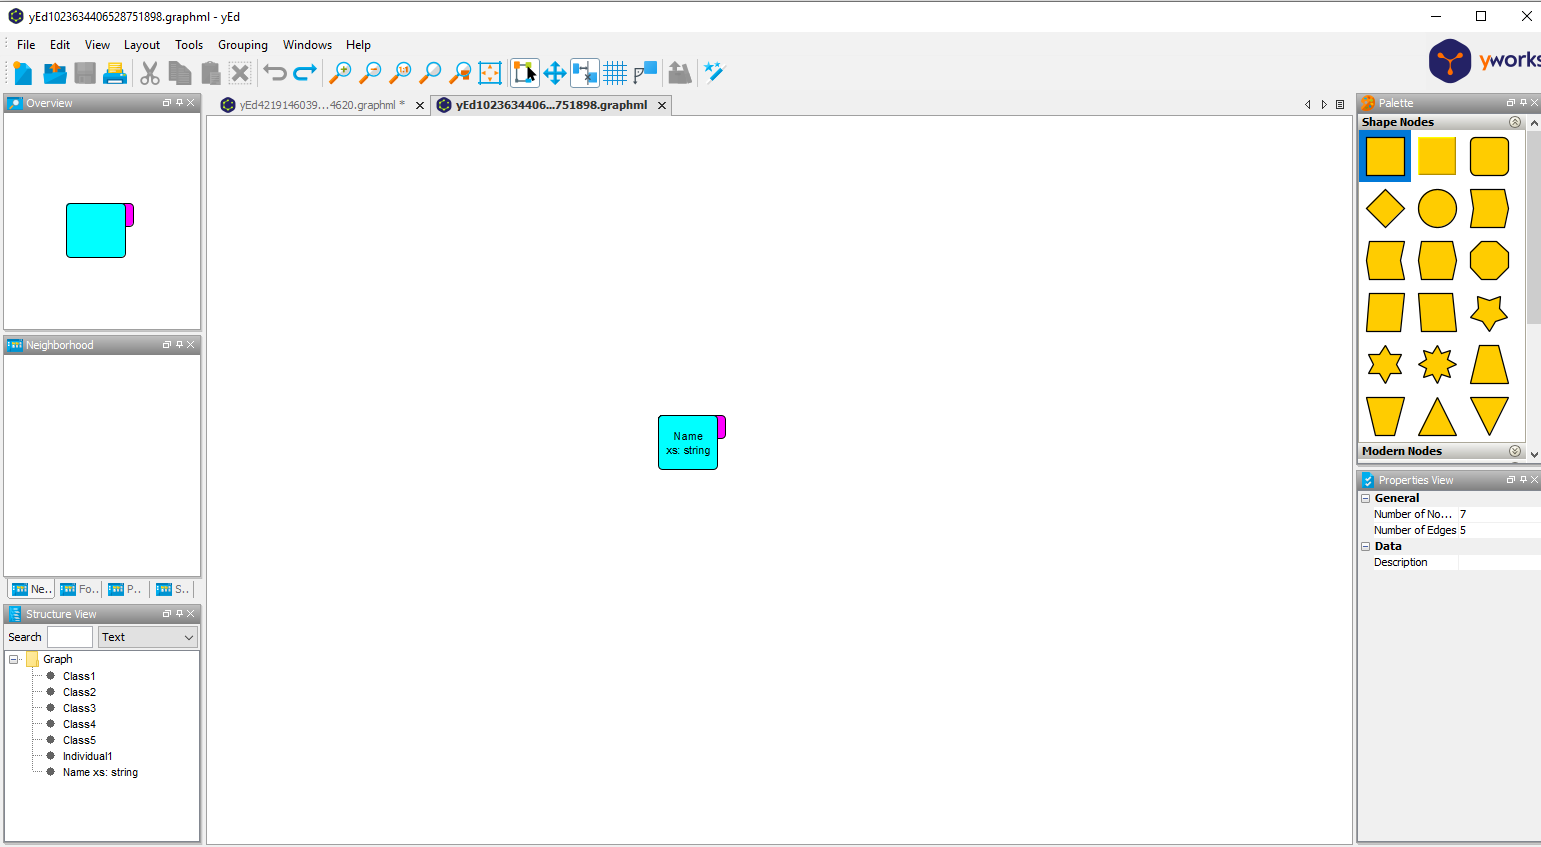 yEd1023634406528751898.graphml - yEd
File Edit View Layout Tools Grouping Windows Help
1:1
yworks
Overview
yEd4219146039...4620.graphml *
yEd1023634406...751898.graphml
Palette
Shape Nodes
Neighborhood
Name
xs: string
Modern Nodes
Properties View
General
Number of No... 7
Number of Edges 5
Data
Description
Ne.. Fo.. P.. S..
Structure View
Search Text
Graph
Class1
Class2
Class3
Class4
Class5
Individual1
Name xs: string